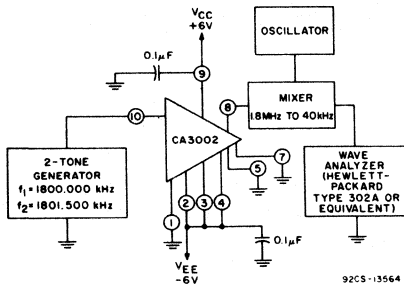 VCC
+6V
OSCILLATOR
0.1µF
9
8
MIXER
1.8MHz TO 40kHz
10
CA3002
7
5
2-TONE
GENERATOR
f1=1800.000 kHz
f2=1801.500 kHz
WAVE
ANALYZER
(HEWLETT-
PACKARD
TYPE 302A OR
EQUIVALENT)
1
2
3
4
0.1µF
VEE
-6V
92CS-13564